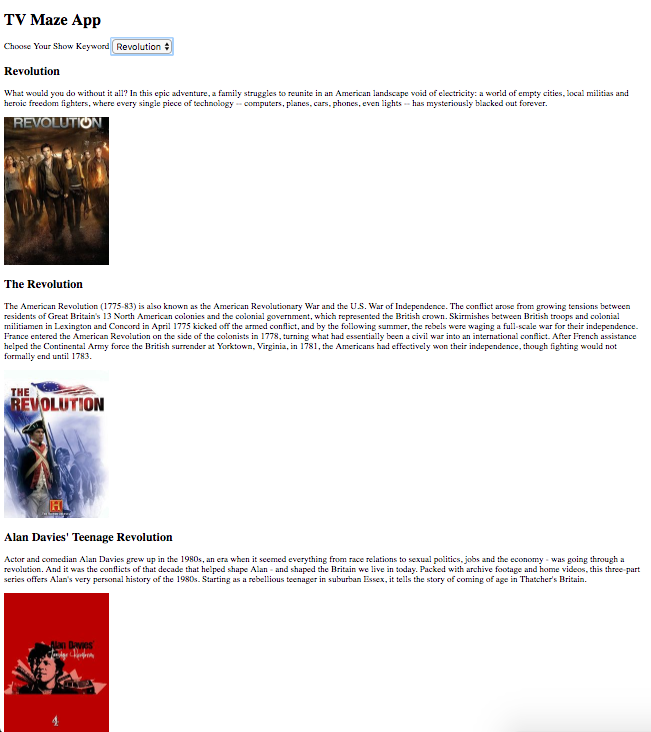 TV Maze App
Choose Your Show Keyword Revolution
Revolution
What would you do without it all? In this epic adventure, a family struggles to reunite in an American landscape void of electricity: a world of empty cities, local militias and
heroic freedom fighters, where every single piece of technology -- computers, planes, cars, phones, even lights -- has mysteriously blacked out forever.
REVOLUTION
The Revolution
The American Revolution (1775-83) is also known as the American Revolutionary War and the U.S. War of Independence. The conflict arose from growing tensions between
residents of Great Britain's 13 North American colonies and the colonial government, which represented the British crown. Skirmishes between British troops and colonial
militiamen in Lexington and Concord in April 1775 kicked off the armed conflict, and by the following summer, the rebels were waging a full-scale war for their independence.
France entered the American Revolution on the side of the colonists in 1778, turning what had essentially been a civil war into an international conflict. After French assistance
helped the Continental Army force the British surrender at Yorktown, Virginia, in 1781, the Americans had effectively won their independence, though fighting would not
formally end until 1783.
THE
REVOLUTION
H
Alan Davies' Teenage Revolution
Actor and comedian Alan Davies grew up in the 1980s, an era when it seemed everything from race relations to sexual politics, jobs and the economy - was going through a
revolution. And it was the conflicts of that decade that helped shape Alan - and shaped the Britain we live in today. Packed with archive footage and home videos, this three-part
series offers Alan's very personal history of the 1980s. Starting as a rebellious teenager in suburban Essex, it tells the story of coming of age in Thatcher's Britain.
Alan Davies'
Teenage Revolution
4